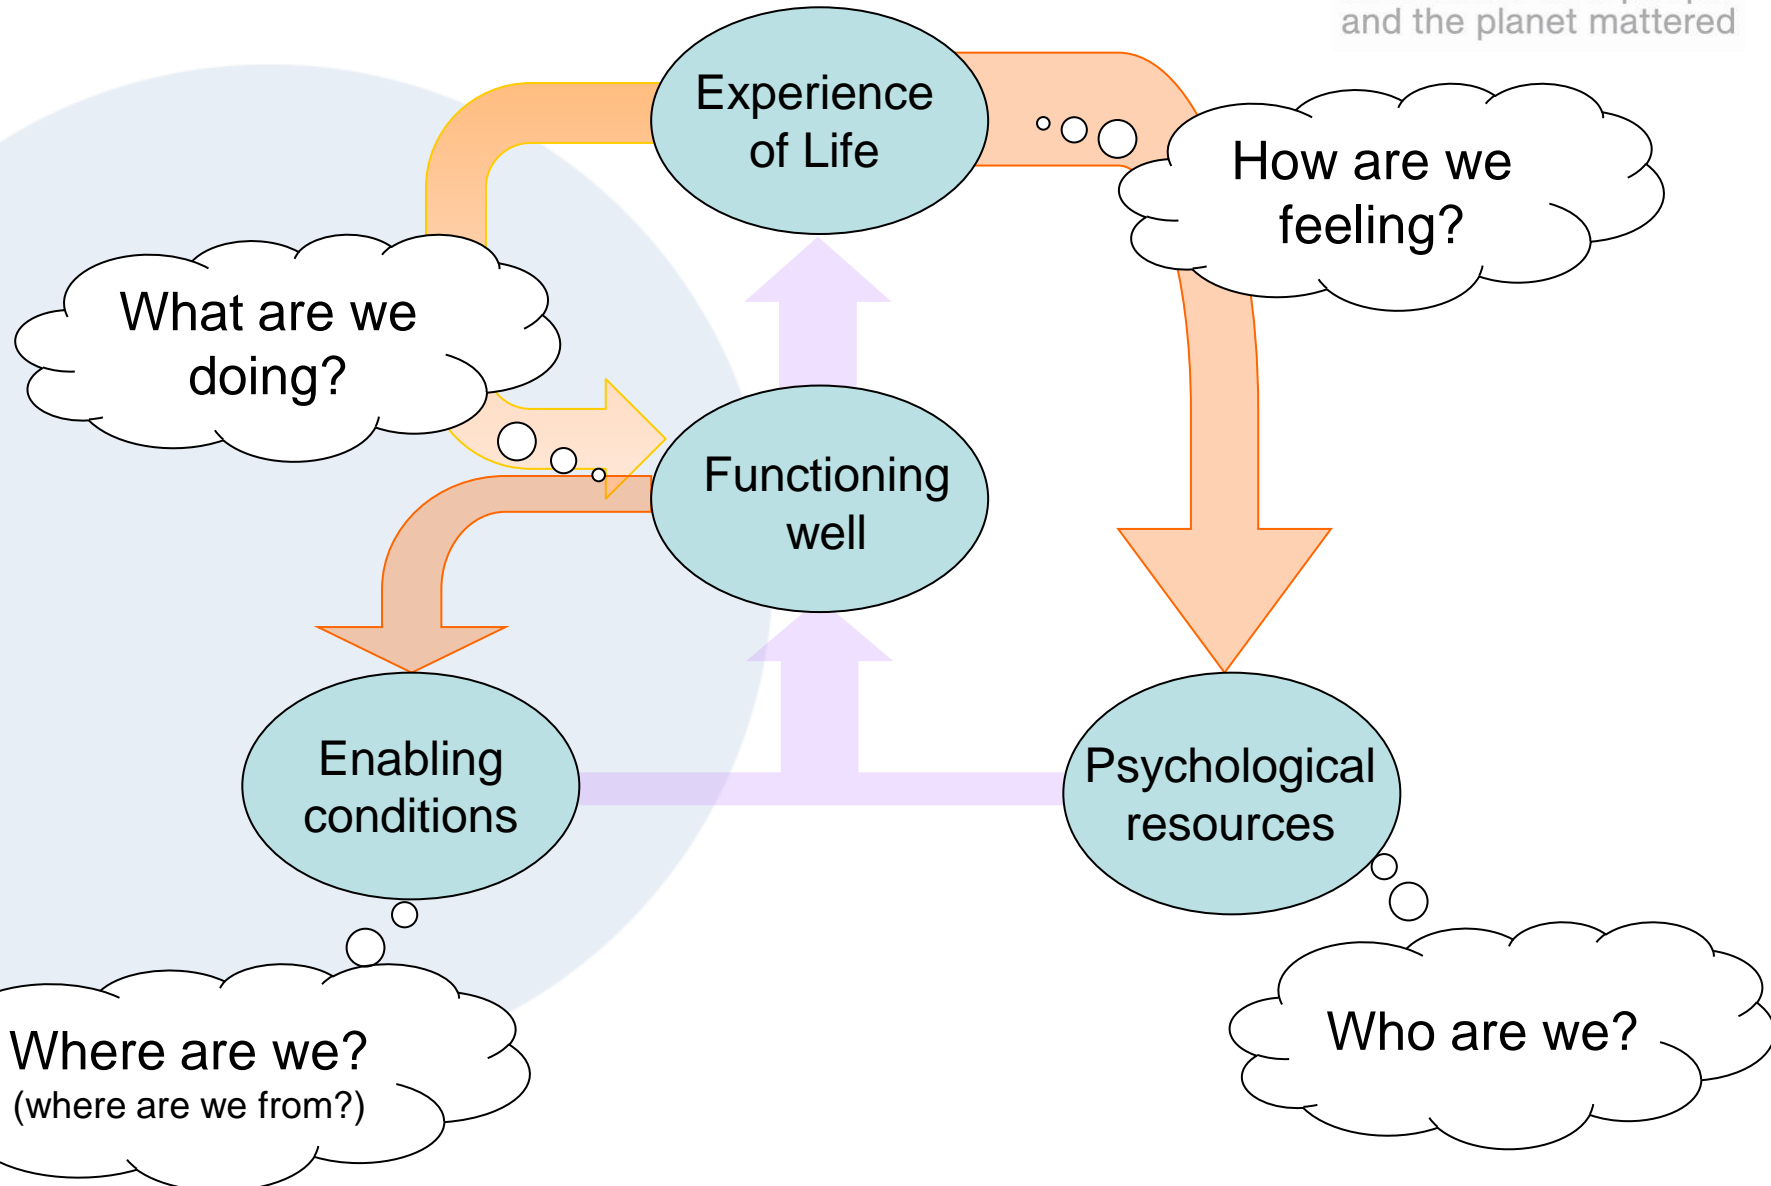 and the planet mattered
Experience
of Life
How are we
feeling?
What are we
doing?
Functioning
well
Enabling
conditions
Psychological
resources
Where are we?
(where are we from?)
Who are we?